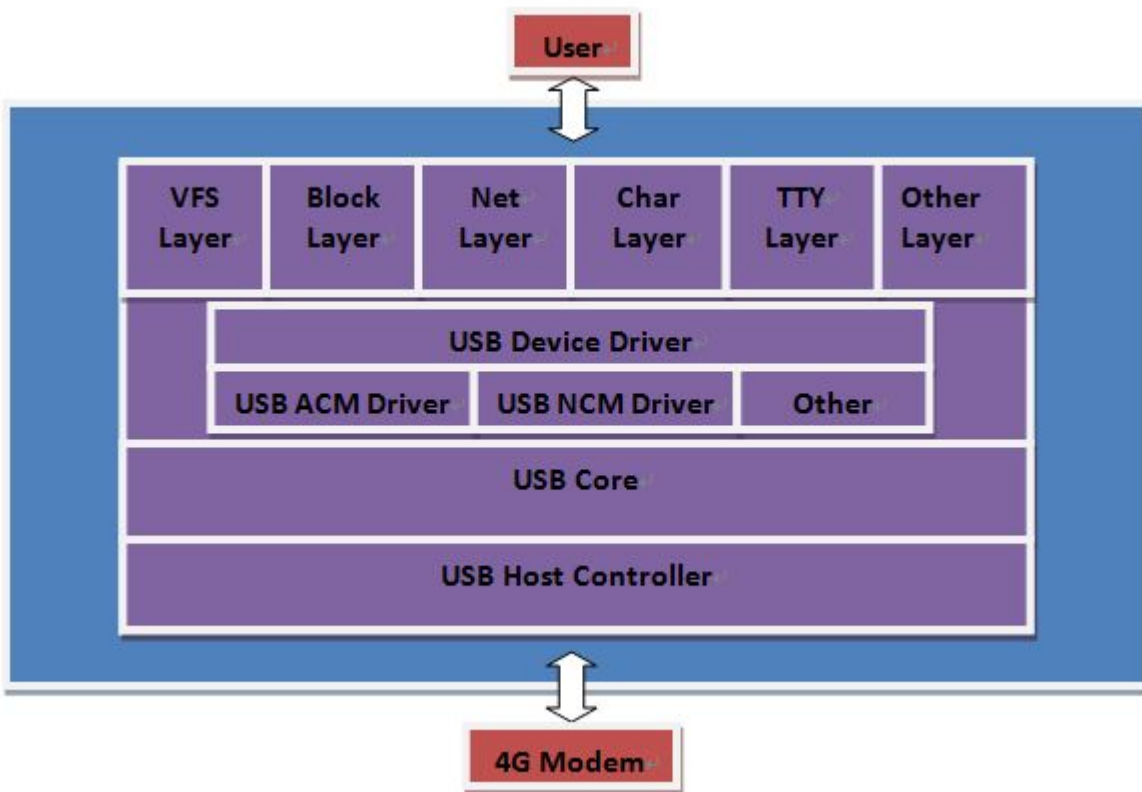 User
VFS
Layer
Block
Layer
Net
Layer
Char
Layer
TTY
Layer
Other
Layer
USB Device Driver
USB ACM Driver
USB NCM Driver
Other
USB Core
USB Host Controller
4G Modem